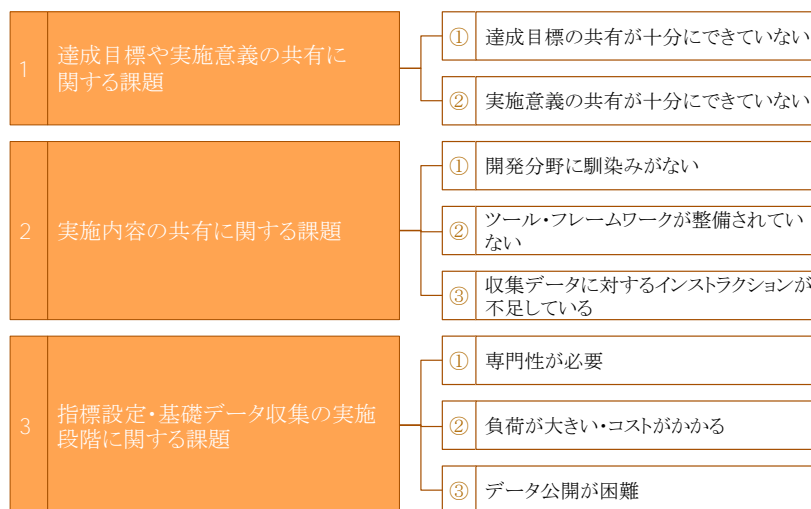 1
達成目標や実施意義の共有に
関する課題
① 達成目標の共有が十分にできていない
② 実施意義の共有が十分にできていない
2
実施内容の共有に関する課題
① 開発分野に馴染みがない
② ツール・フレームワークが整備されてい
ない
③ 収集データに対するインストラクションが
不足している
3
指標設定・基礎データ収集の実施
段階に関する課題
① 専門性が必要
② 負荷が大きい・コストがかかる
③ データ公開が困難